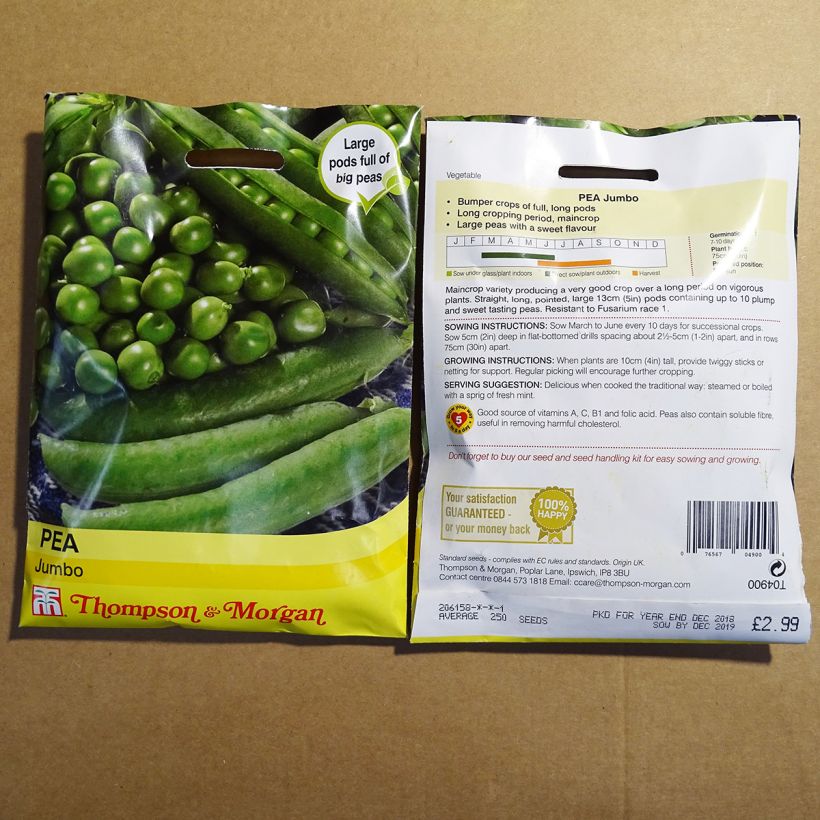 Large
pods full of
big peas
PEA
Jumbo
Thompson & Morgan
Vegetable
PEA Jumbo
• Bumper crops of full, long pods
• Long cropping period, maincrop
• Large peas with a sweet flavour
J F M A M J J A S O N D
Sow under glass/plant indoors Direct sow/plant outdoors Harvest
7-10 days
Maincrop variety producing a very good crop over a long period on vigorous
plants. Straight, long, pointed, large 13cm (5in) pods containing up to 10 plump
and sweet tasting peas. Resistant to Fusarium race 1.
SOWING INSTRUCTIONS: Sow March to June every 10 days for successional crops.
Sow 5cm (2in) deep in flat-bottomed drills spacing about 2½-5cm (1-2in) apart, and in rows
75cm (30in) apart.
GROWING INSTRUCTIONS: When plants are 10cm (4in) tall, provide twiggy sticks or
netting for support. Regular picking will encourage further cropping.
SERVING SUGGESTION: Delicious when cooked the traditional way: steamed or boiled
with a sprig of fresh mint.
5
Good source of vitamins A, C, B1 and folic acid. Peas also contain soluble fibre,
useful in removing harmful cholesterol.
Don't forget to buy our seed and seed handling kit for easy sowing and growing.
Your satisfaction
GUARANTEED -
or your money back
100%
HAPPY
0 76567 04900 4
Standard seeds - complies with EC rules and standards. Origin UK.
Thompson & Morgan, Poplar Lane, Ipswich, IP8 3BU
Contact centre 0844 573 1818 Email: ccare@thompson-morgan.com
TO4900
206158-*-*-1
AVERAGE 250 SEEDS
PKD FOR YEAR END DEC 2018
SOW BY DEC 2019
£2.99